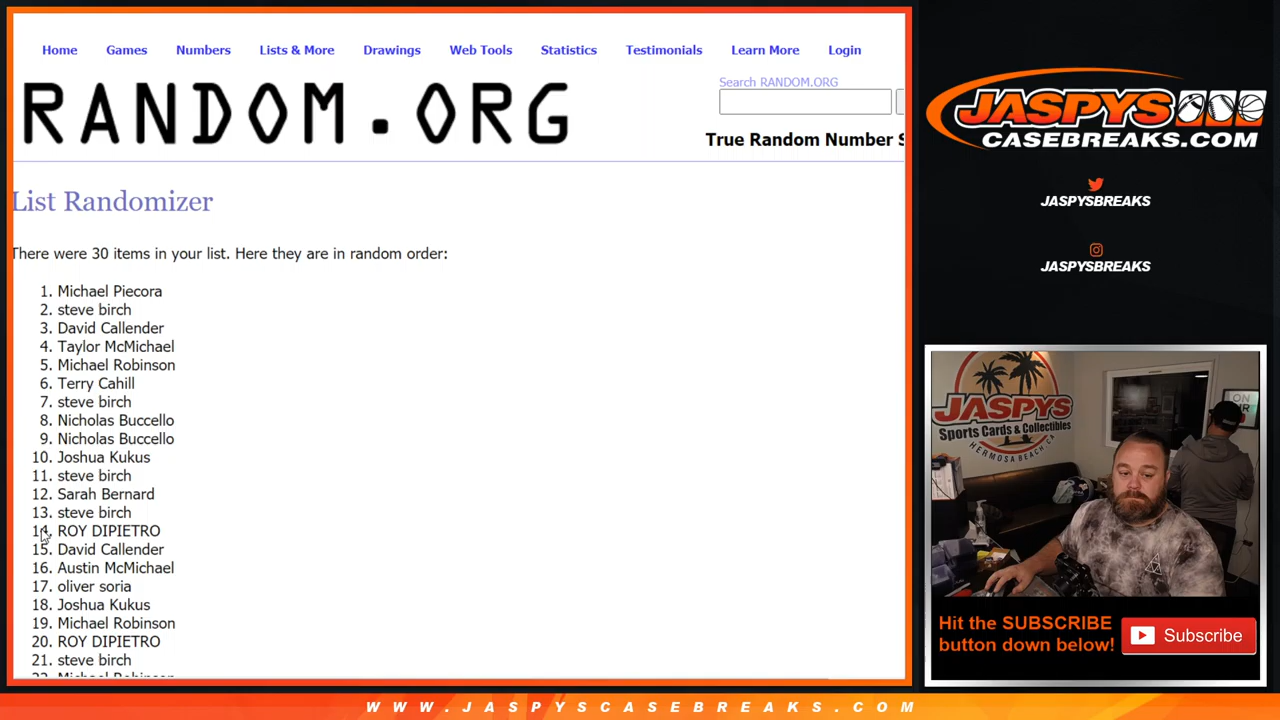 Home Games Numbers Lists & More Drawings Web Tools Statistics Testimonials Learn More Login
RANDOM.ORG
Search RANDOM.ORG
True Random Number S
List Randomizer
There were 30 items in your list. Here they are in random order:
1. Michael Piecora
2. steve birch
3. David Callender
4. Taylor McMichael
5. Michael Robinson
6. Terry Cahill
7. steve birch
8. Nicholas Buccello
9. Nicholas Buccello
10. Joshua Kukus
11. steve birch
12. Sarah Bernard
13. steve birch
14. ROY DIPIETRO
15. David Callender
16. Austin McMichael
17. oliver soria
18. Joshua Kukus
19. Michael Robinson
20. ROY DIPIETRO
21. steve birch
22. Michael Robinson
JASPYS
CASEBREAKS.COM
JASPYSBREAKS
JASPYSBREAKS
JASPYS
Sports Cards & Collectibles
HERMOSA BEACH CA
ON
Hit the SUBSCRIBE
button down below!
Subscribe
WWW.JASPYSCASEBREAKS.COM